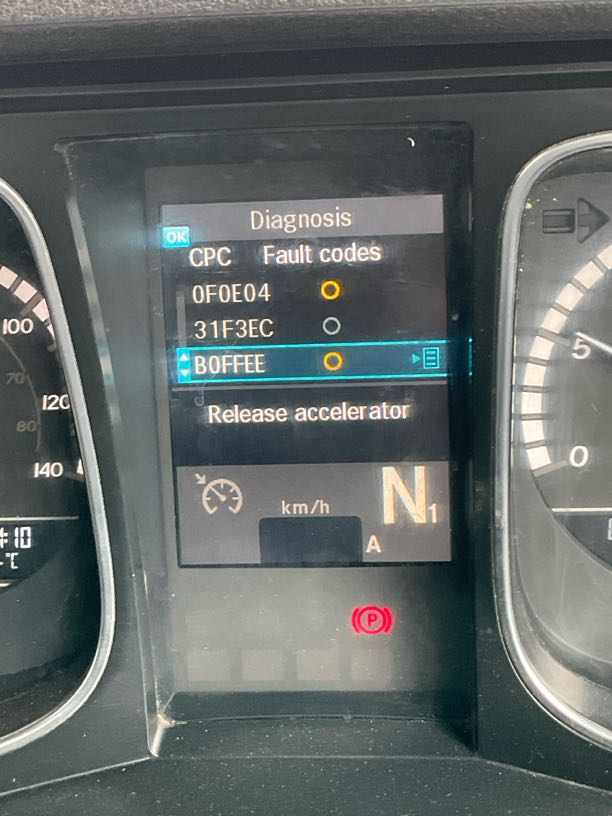 Diagnosis
OK
CPC Fault codes
0F0E04
31F3EC
B0FFEE
Release accelerator
100
70
120
80
140
km/h
N1
A
°C
P
5
0